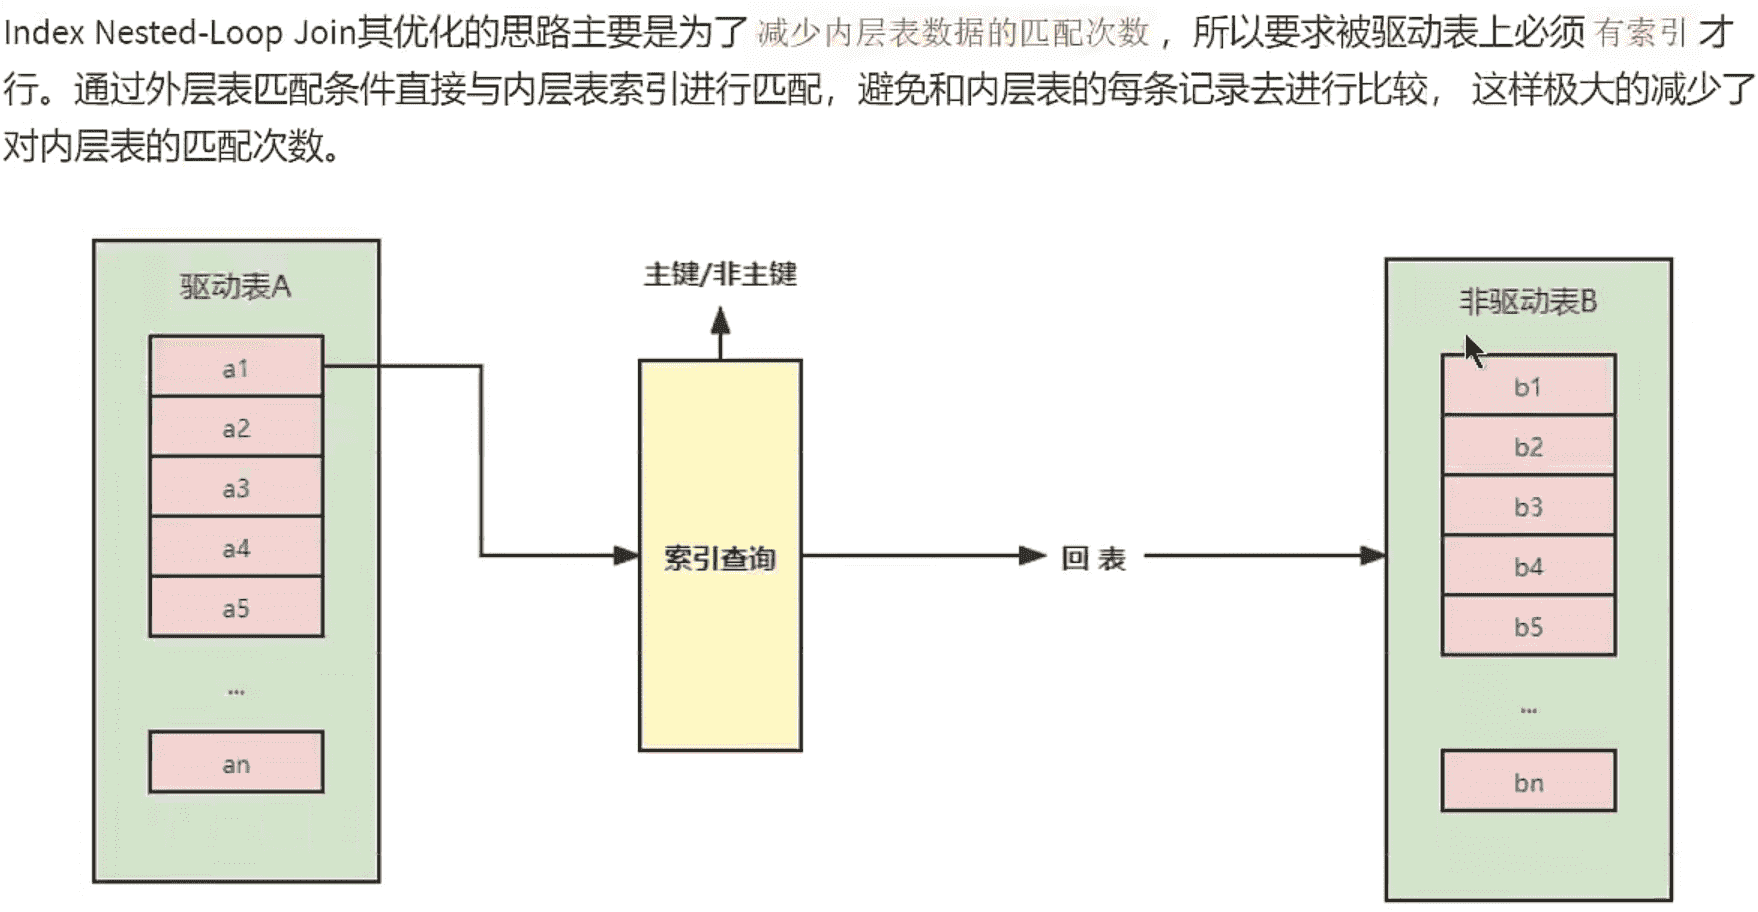 Index Nested-Loop Join其优化的思路主要是为了 减少内层表数据的匹配次数 ，所以要求被驱动表上必须 有索引 才
行。通过外层表匹配条件直接与内层表索引进行匹配，避免和内层表的每条记录去进行比较， 这样极大的减少了
对内层表的匹配次数。
驱动表A
a1
a2
a3
a4
a5
...
an
主键/非主键
索引查询
回 表
非驱动表B
b1
b2
b3
b4
b5
...
bn